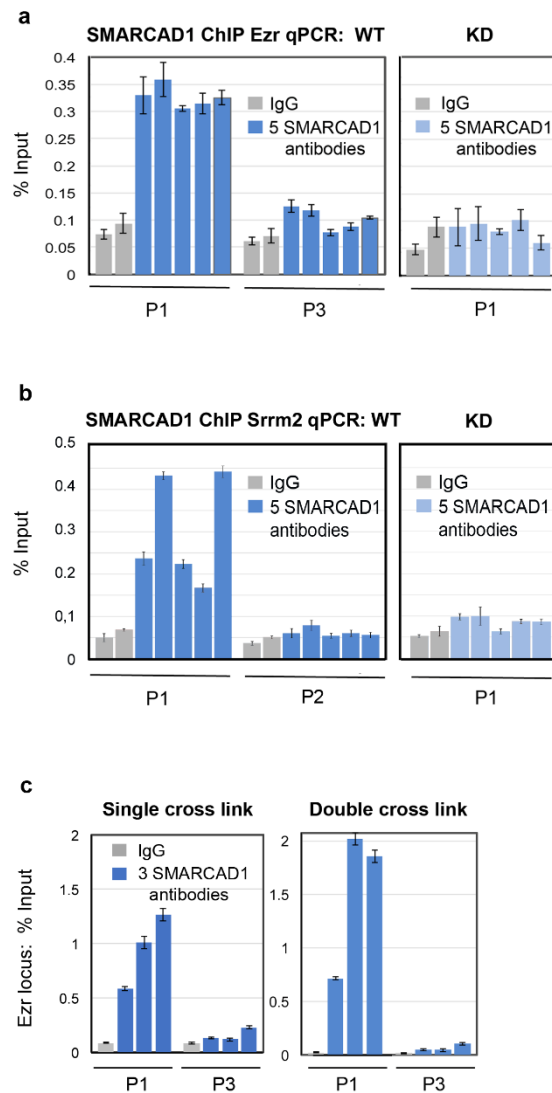 a
SMARCAD1 ChIP Ezr qPCR: WT
KD
% Input
0.4
0.35
0.3
0.25
0.2
0.15
0.1
0.05
0
IgG
5 SMARCAD1
antibodies
IgG
5 SMARCAD1
antibodies
P1
P3
P1
b
SMARCAD1 ChIP Srrm2 qPCR: WT
KD
% Input
0.5
0.4
0.3
0.2
0,1
0
IgG
5 SMARCAD1
antibodies
IgG
5 SMARCAD1
antibodies
P1
P2
P1
c
Single cross link
Double cross link
Ezr locus: % Input
2
1.5
1
0.5
0
IgG
3 SMARCAD1
antibodies
2
1.5
1
0.5
0
P1
P3
P1
P3